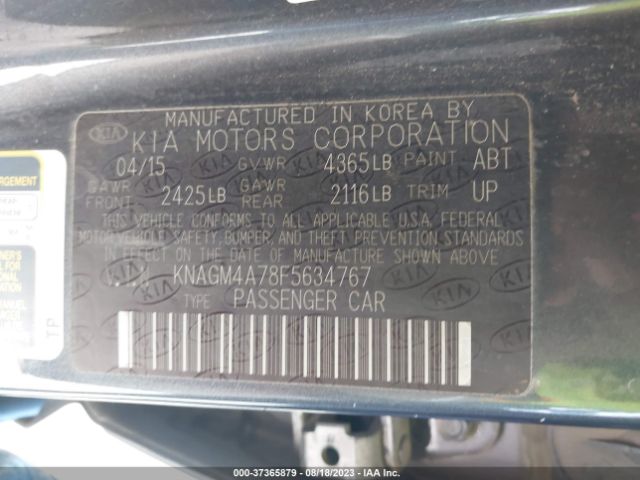 MANUFACTURED IN KOREA BY
KIA KIA MOTORS CORPORATION
04/15 GVWR 4365LB PAINT ABT
GAWR FRONT 2425LB GAWR REAR 2116LB TRIM UP
THIS VEHICLE CONFORMS TO ALL APPLICABLE U.S.A. FEDERAL
MOTOR VEHICLE SAFETY, BUMPER, AND THEFT PREVENTION STANDARDS
IN EFFECT ON THE DATE OF MANUFACTURE SHOWN ABOVE
KNAGM4A78F5634767
TYPE PASSENGER CAR
TP
000-37365879 - 08/18/2023 - IAA Inc.